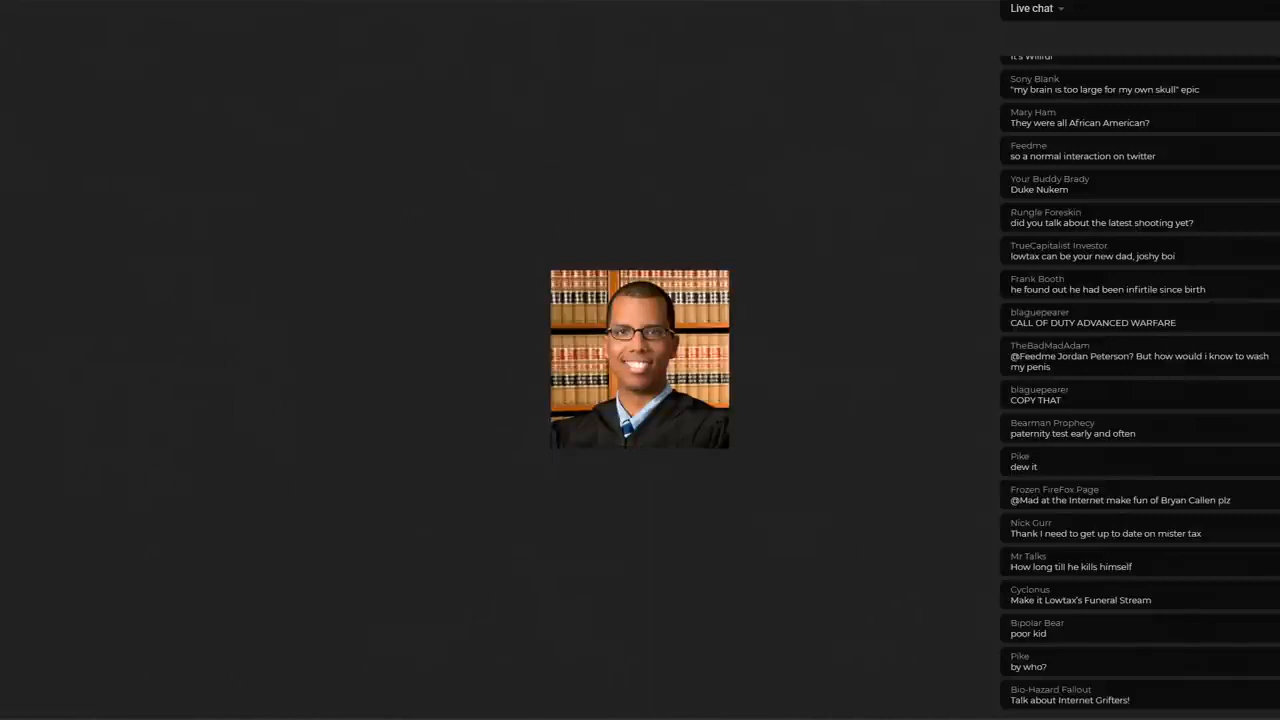 Live chat
It's Willful
Sony Blank
"my brain is too large for my own skull" epic
Mary Ham
They were all African American?
Feedme
so a normal interaction on twitter
Your Buddy Brady
Duke Nukem
Rungle Foreskin
did you talk about the latest shooting yet?
TrueCapitalist Investor
lowtax can be your new dad, joshy boi
Frank Booth
he found out he had been infirtile since birth
blaguepearer
CALL OF DUTY ADVANCED WARFARE
TheBadMadAdam
@Feedme Jordan Peterson? But how would i know to wash
my penis
blaguepearer
COPY THAT
Bearman Prophecy
paternity test early and often
Pike
dew it
Frozen FireFox.Page
@Mad at the Internet make fun of Bryan Callen plz
Nick Gurr
Thank I need to get up to date on mister tax
Mr Talks
How long till he kills himself
Cyclonus
Make it Lowtax's Funeral Stream
Bipolar Bear
poor kid
Pike
by who?
Bio-Hazard Fallout
Talk about Internet Grifters!